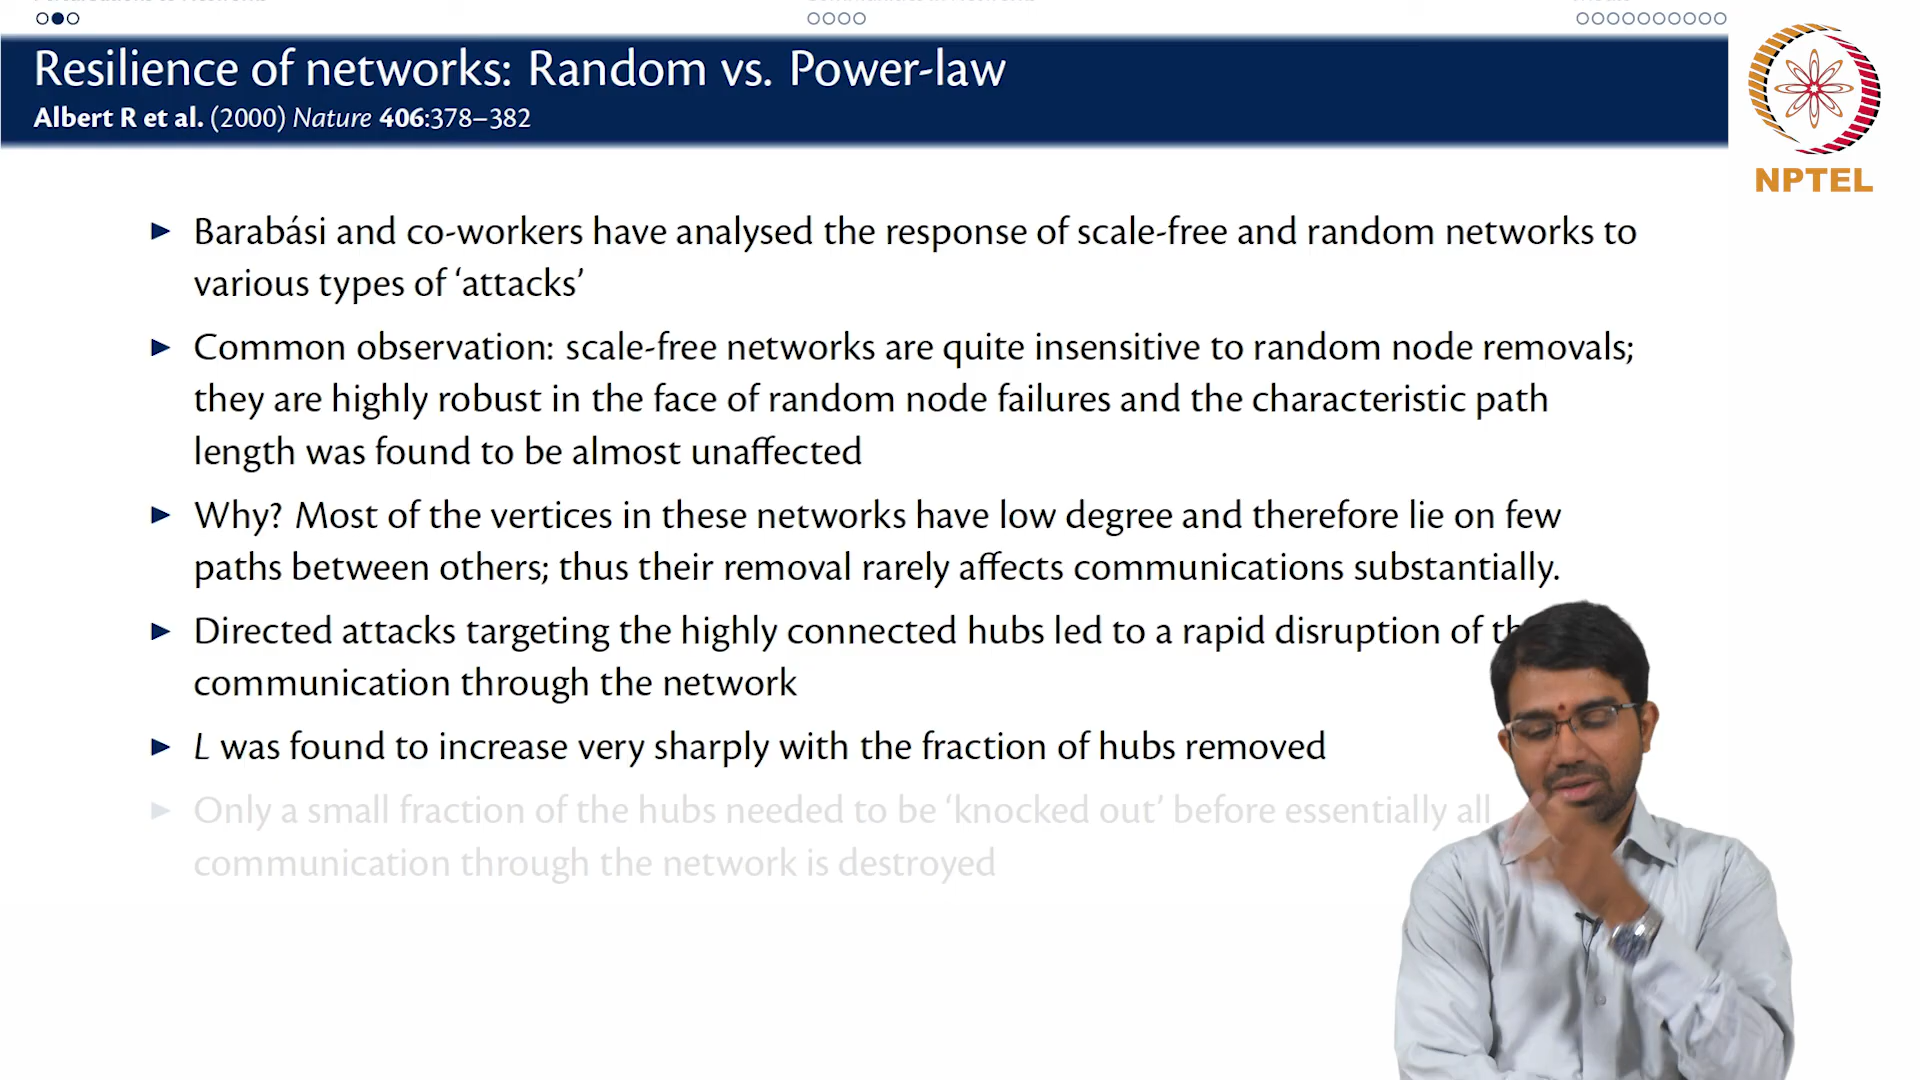 Resilience of networks: Random vs. Power-law
Albert R et al. (2000) Nature 406:378–382
NPTEL
► Barabási and co-workers have analysed the response of scale-free and random networks to
various types of ‘attacks’
► Common observation: scale-free networks are quite insensitive to random node removals;
they are highly robust in the face of random node failures and the characteristic path
length was found to be almost unaffected
► Why? Most of the vertices in these networks have low degree and therefore lie on few
paths between others; thus their removal rarely affects communications substantially.
► Directed attacks targeting the highly connected hubs led to a rapid disruption of
communication through the network
► L was found to increase very sharply with the fraction of hubs removed
► Only a small fraction of the hubs needed to be ‘knocked out’ before essentially all
communication through the network is destroyed